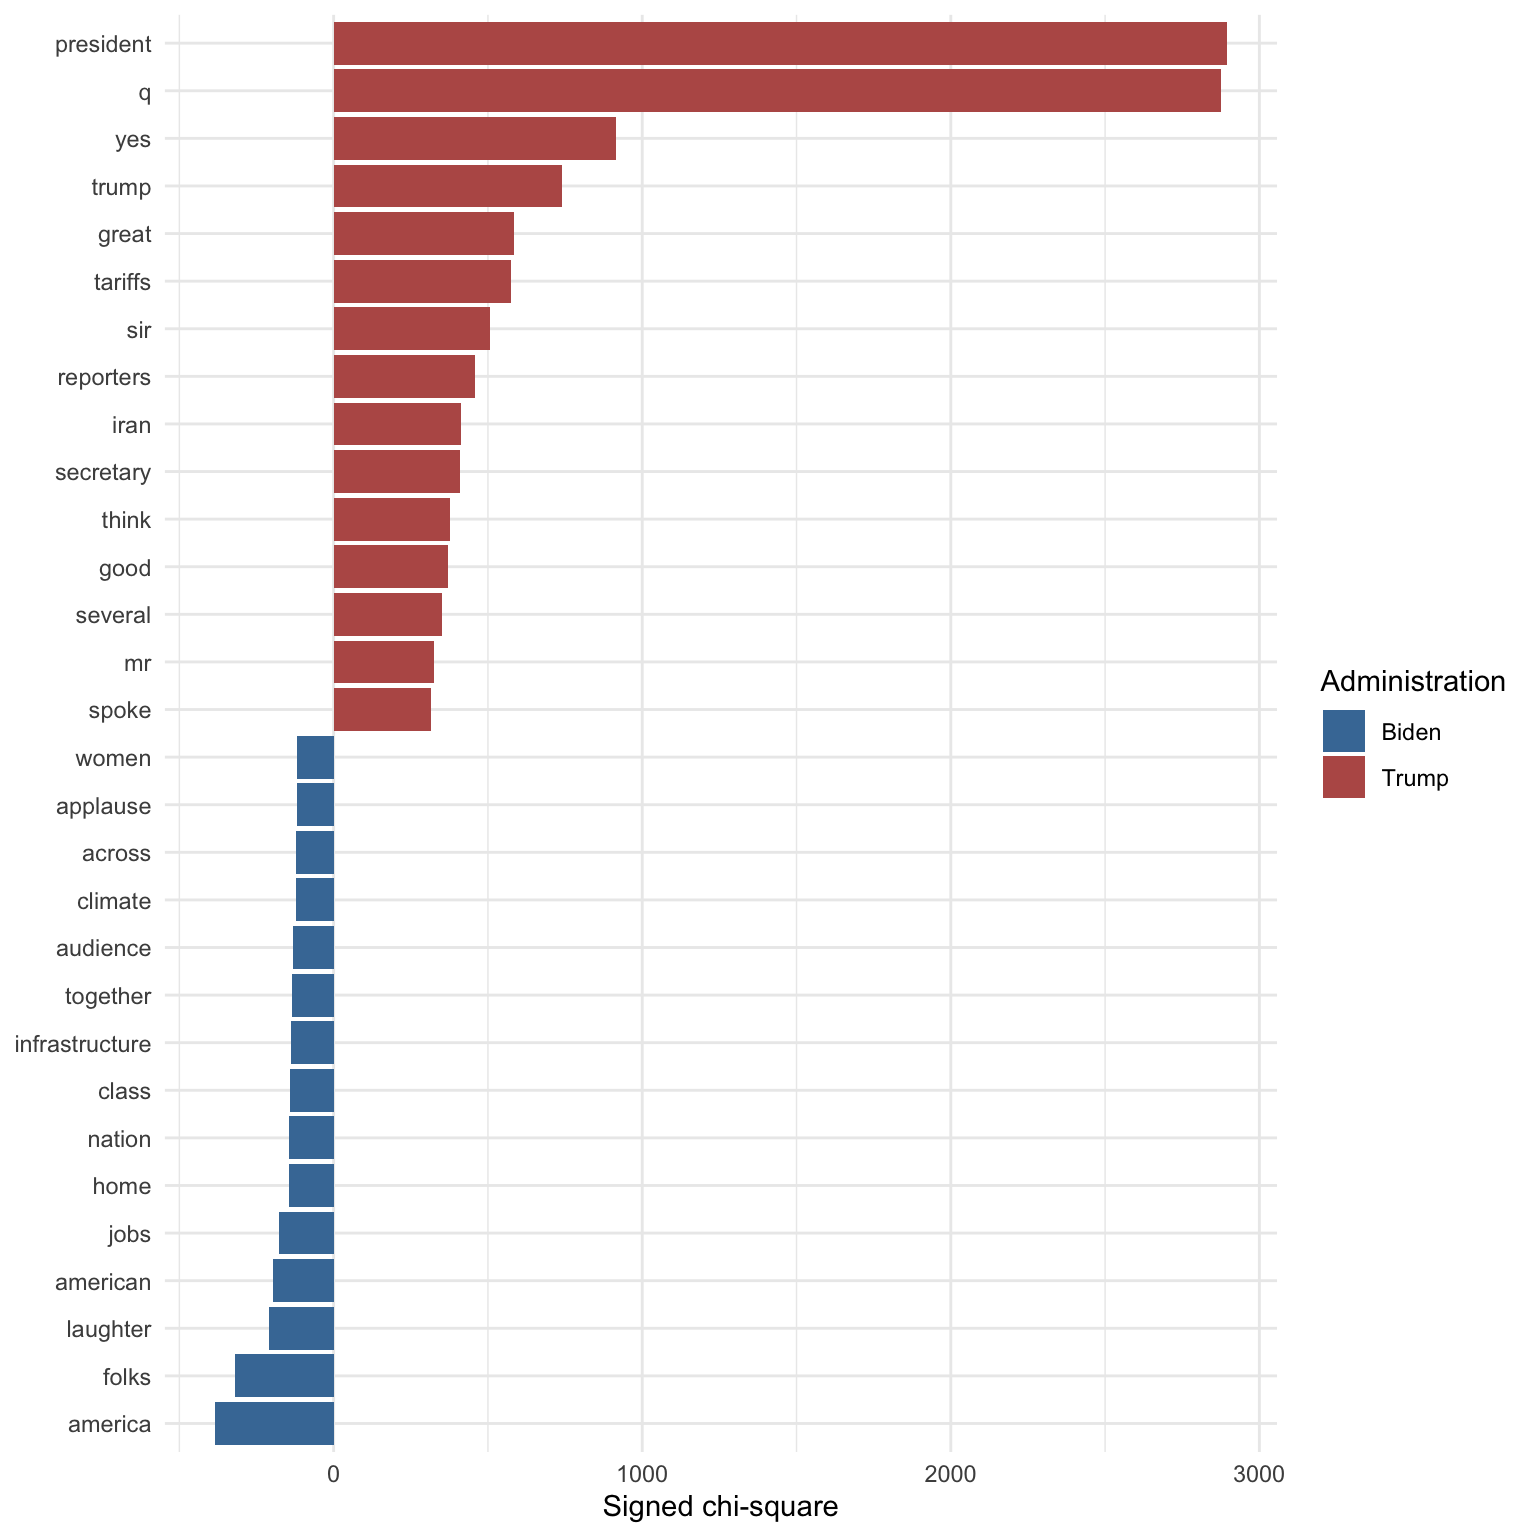 president
q
yes
trump
great
tariffs
sir
reporters
iran
secretary
think
good
several
mr
spoke
women
applause
across
climate
audience
together
infrastructure
class
nation
home
jobs
american
laughter
folks
america
0 1000 2000 3000
Signed chi-square
Administration
Biden
Trump